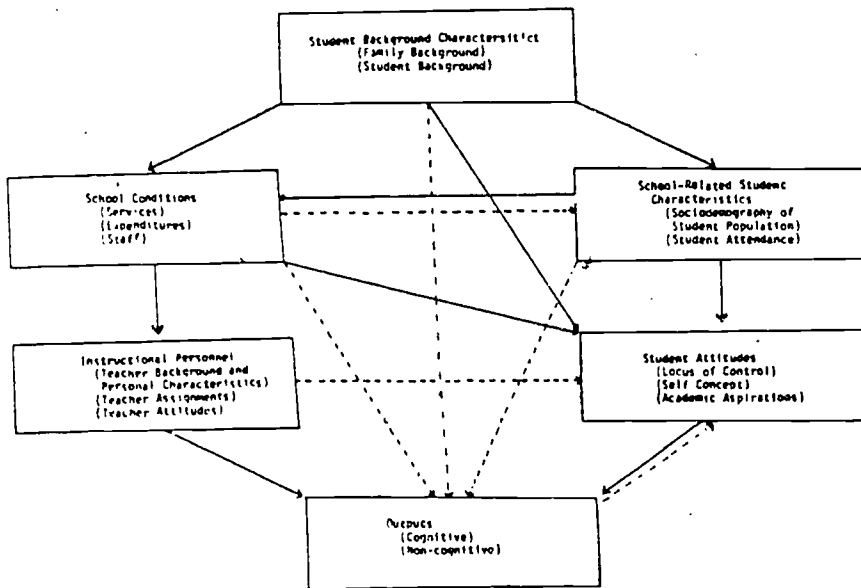 Student Background Charactersitict
(Family Background)
(Student Background)
School Conditions
(Services)
(Expenditures)
(Staff)
School-Related Student
Characteristics
(Sociodemography of
Student Population)
(Student Attendance)
Instructional Personnel
(Teacher Background and
Personal Characteristics)
(Teacher Assignments)
(Teacher Attitudes)
Student Attitudes
(Locus of Control)
(Self Concept)
(Academic Aspirations)
Outputs
(Cognitive)
(Non-cognitive)